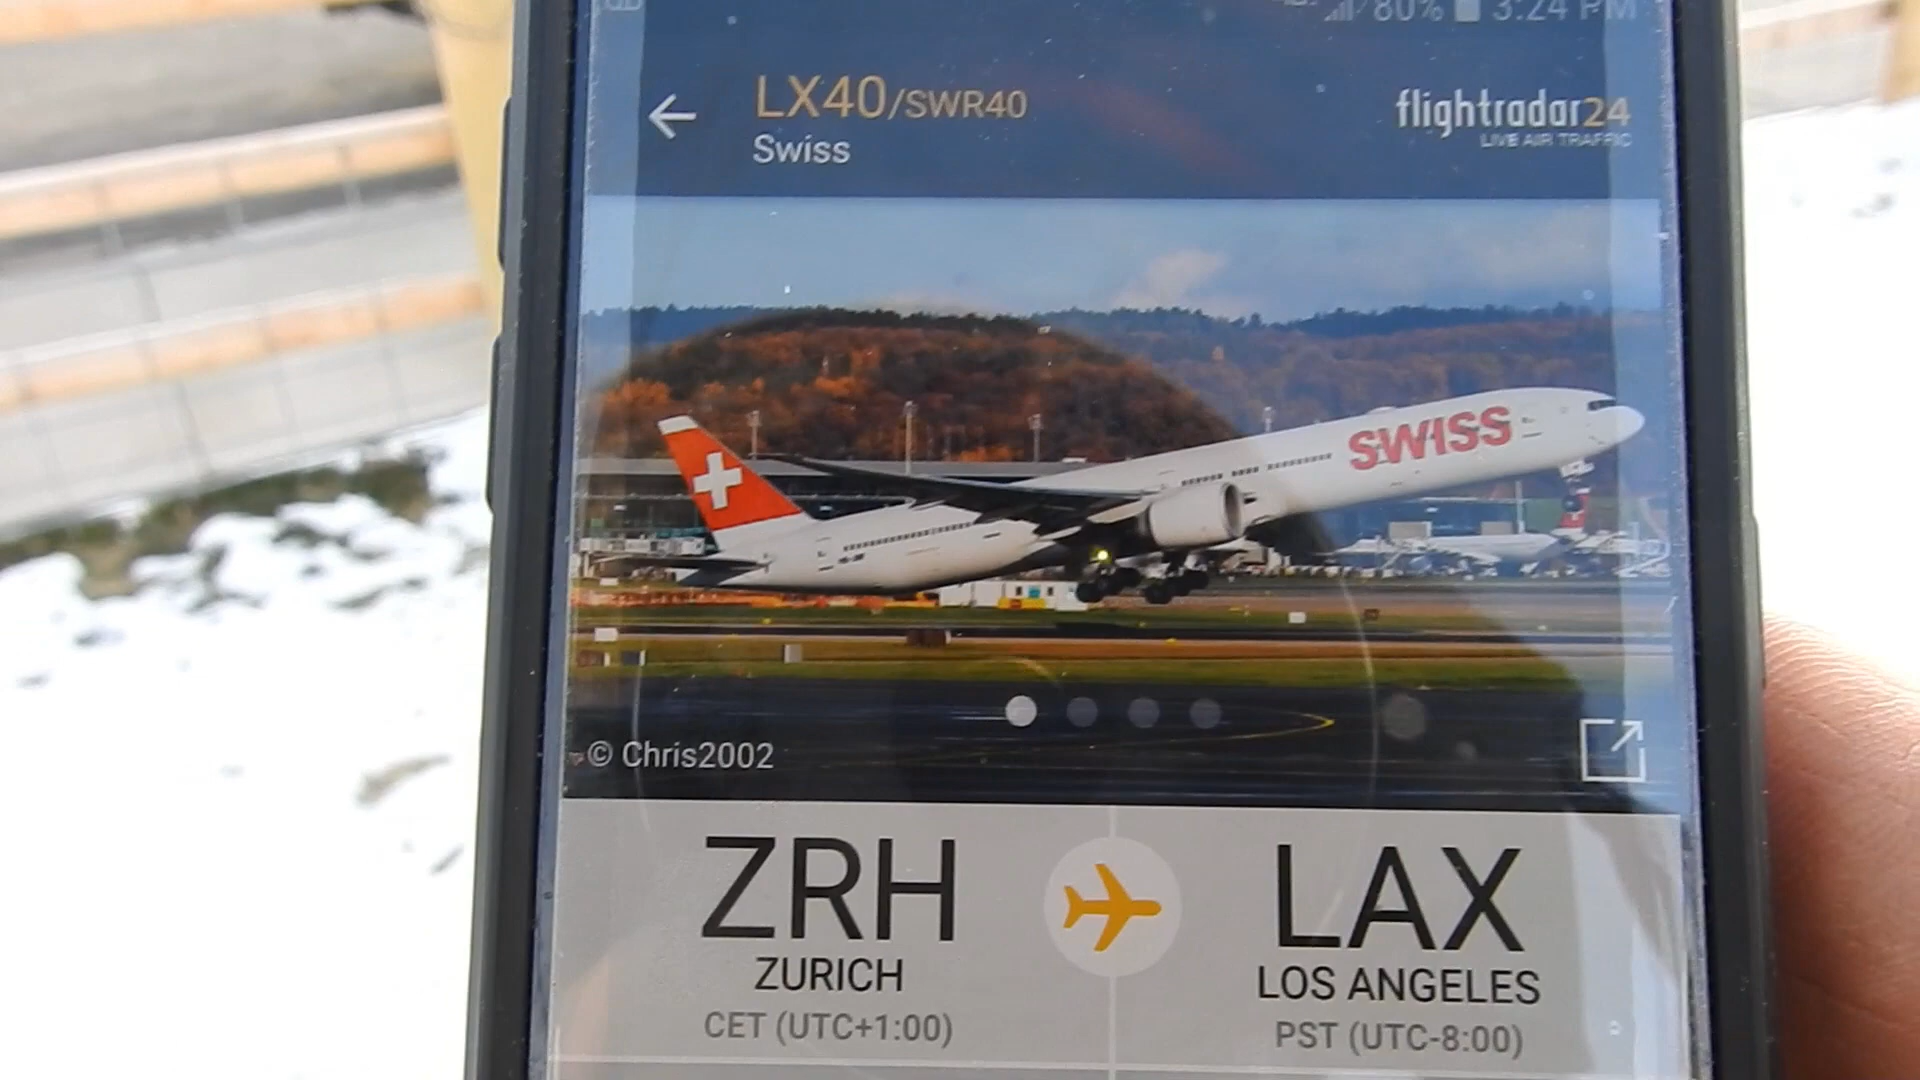 80% 3:24 PM
LX40/SWR40
Swiss
flightradar24
LIVE AIR TRAFFIC
SWISS
© Chris2002
ZRH
ZURICH
CET (UTC+1:00)
LAX
LOS ANGELES
PST (UTC-8:00)